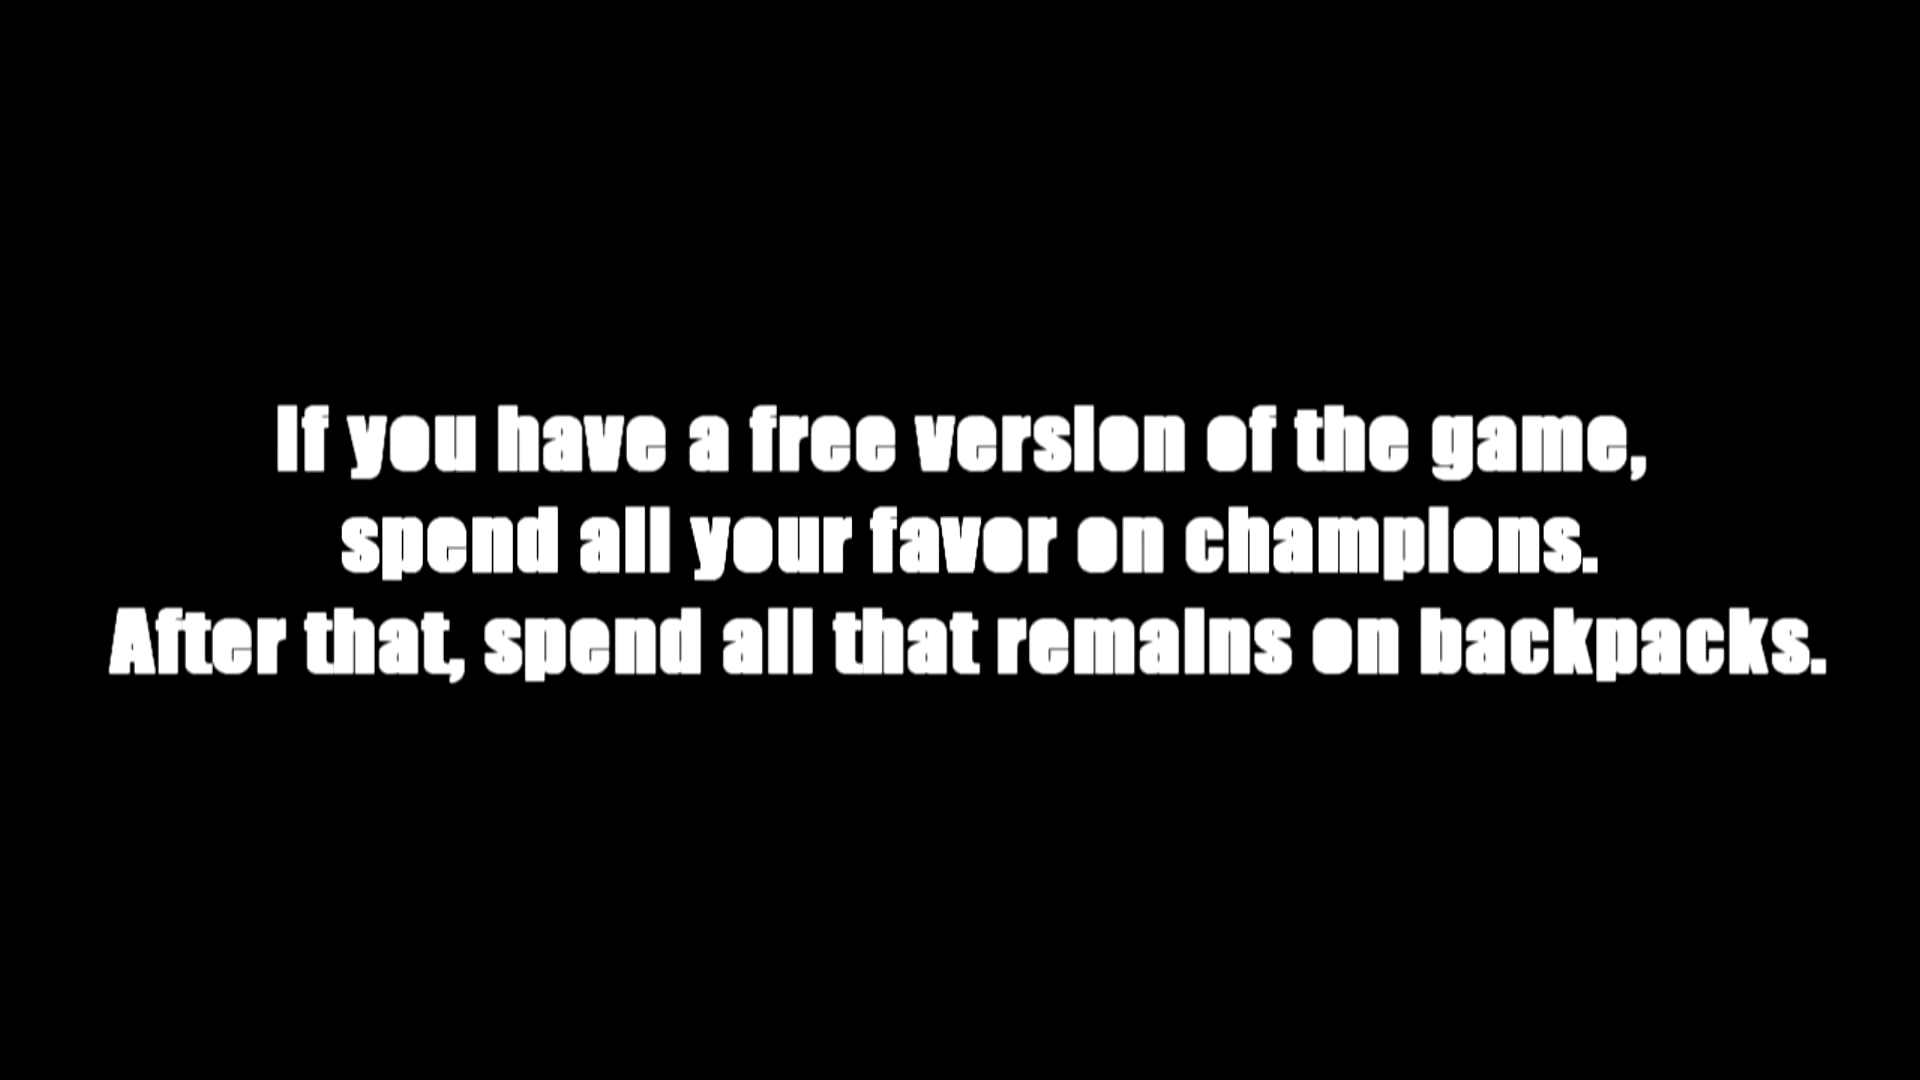 If you have a free version of the game,
spend all your favor on champions.
After that, spend all that remains on backpacks.